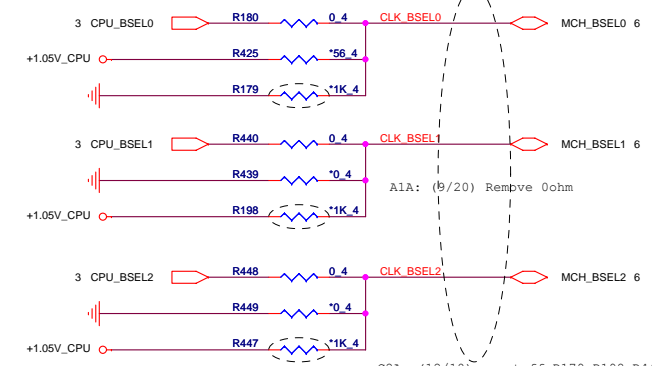 3 CPU_BSEL0 R180 0_4 CLK_BSEL0 MCH_BSEL0 6
+1.05V_CPU R425 *56_4
R179 *1K_4
3 CPU_BSEL1 R440 0_4 CLK_BSEL1 MCH_BSEL1 6
R439 *0_4
A1A: (9/20) Remove 0ohm
+1.05V_CPU R198 *1K_4
3 CPU_BSEL2 R448 0_4 CLK_BSEL2 MCH_BSEL2 6
R449 *0_4
+1.05V_CPU R447 *1K_4